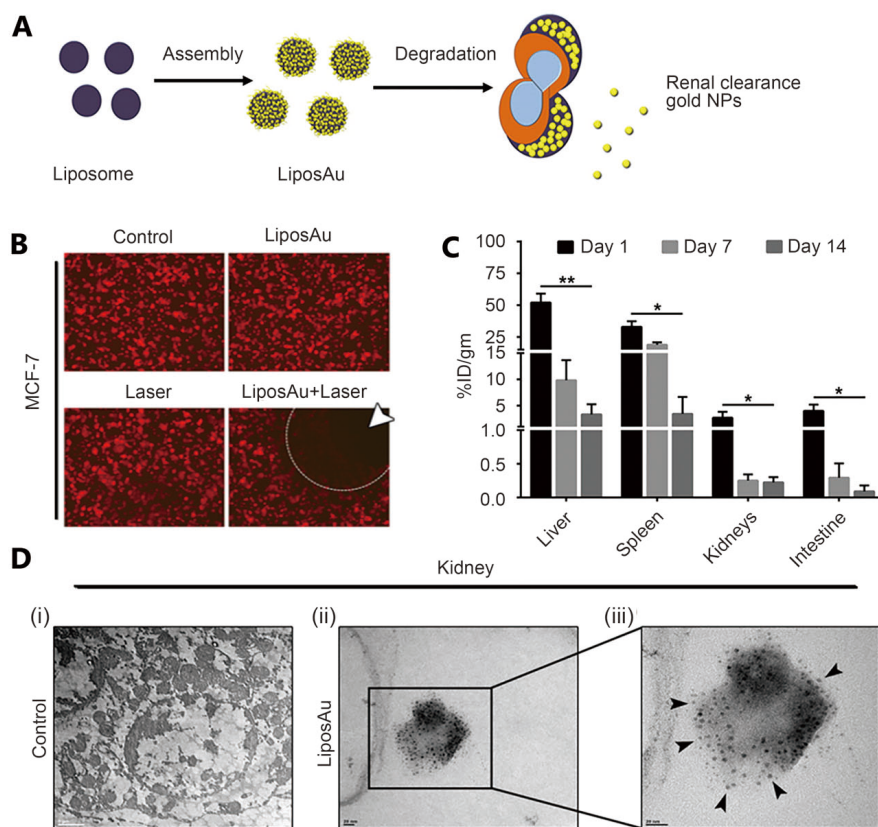 A
Assembly
Degradation
Renal clearance
gold NPs
Liposome
LiposAu
B
Control
LiposAu
Laser
LiposAu+Laser
MCF-7
C
Day 1
Day 7
Day 14
%ID/gm
100
75
50
25
15
10
5
1.0
0.5
0.0
**
*
*
*
Liver
Spleen
Kidneys
Intestine
D
Kidney
(i)
(ii)
(iii)
Control
LiposAu